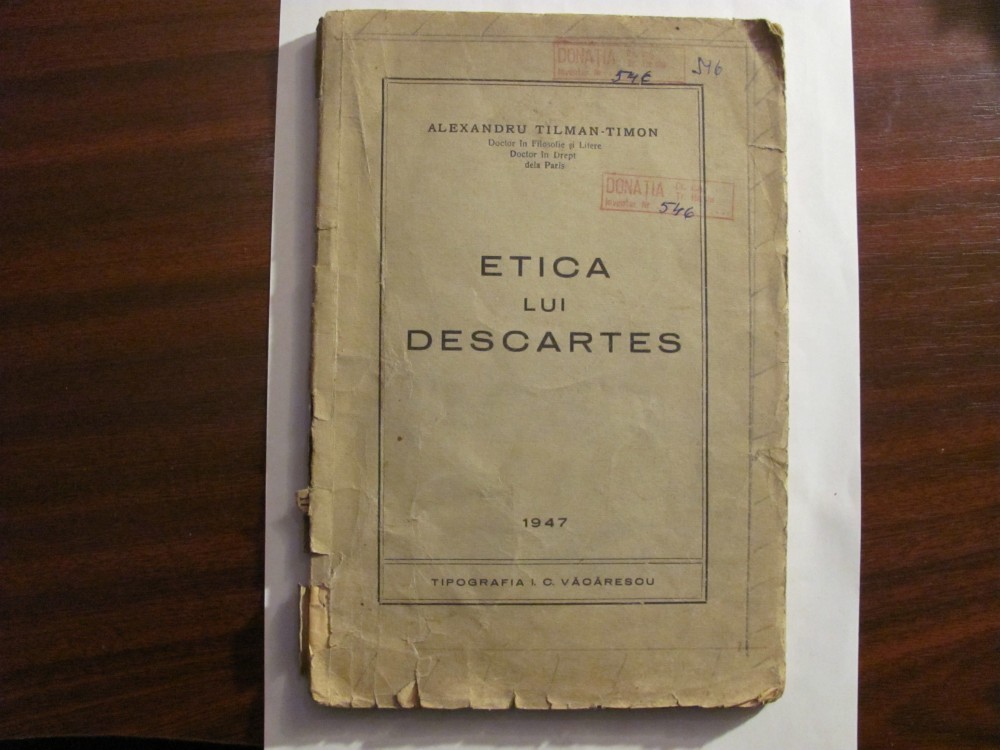 DONAȚIA
546
546
ALEXANDRU TILMAN-TIMON
Doctor în Filosofie și Litere
Doctor în Drept
dela Paris
DONAȚIA
546
ETICA
LUI
DESCARTES
1947
TIPOGRAFIA I. C. VĂCĂRESCU